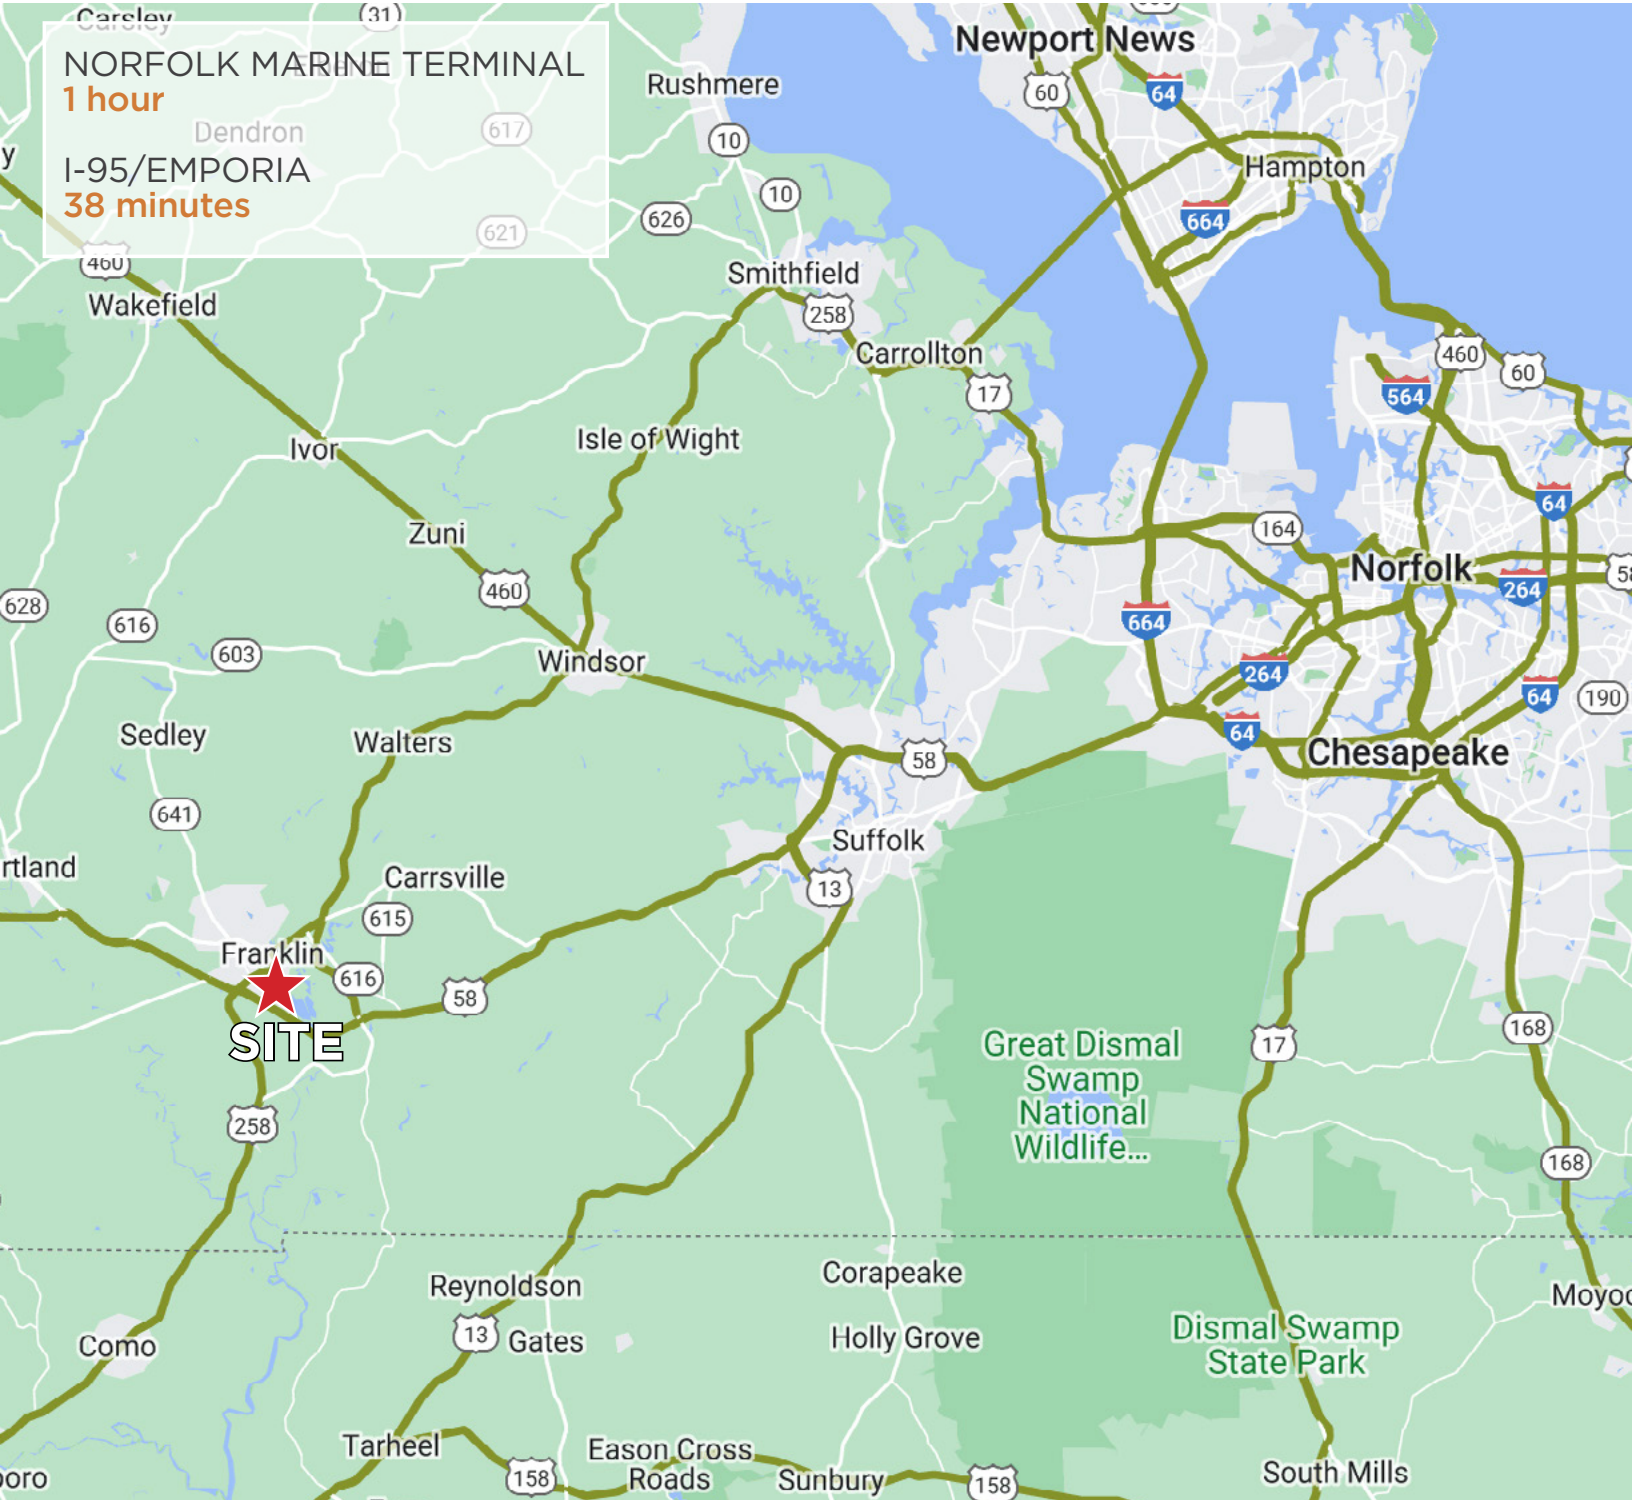 Carsley
31
NORFOLK MARINE TERMINAL
1 hour
Dendron
617
I-95/EMPORIA
38 minutes
621
460
Wakefield
Rushmere
10
10
626
Smithfield
258
Carrollton
17
Newport News
60
64
Hampton
664
460
60
564
64
Ivor
Isle of Wight
Zuni
460
164
Norfolk
264
58
628
616
603
Windsor
664
264
64
64
190
Sedley
Walters
58
Chesapeake
641
Suffolk
rtland
Carrsville
13
615
Franklin
616
58
SITE
258
Great Dismal
Swamp
National
Wildlife...
17
168
168
Reynoldson
13
Gates
Corapeake
Holly Grove
Moyoc
Como
Dismal Swamp
State Park
Tarheel
Eason Cross
Roads
158
Sunbury
158
South Mills
boro
y